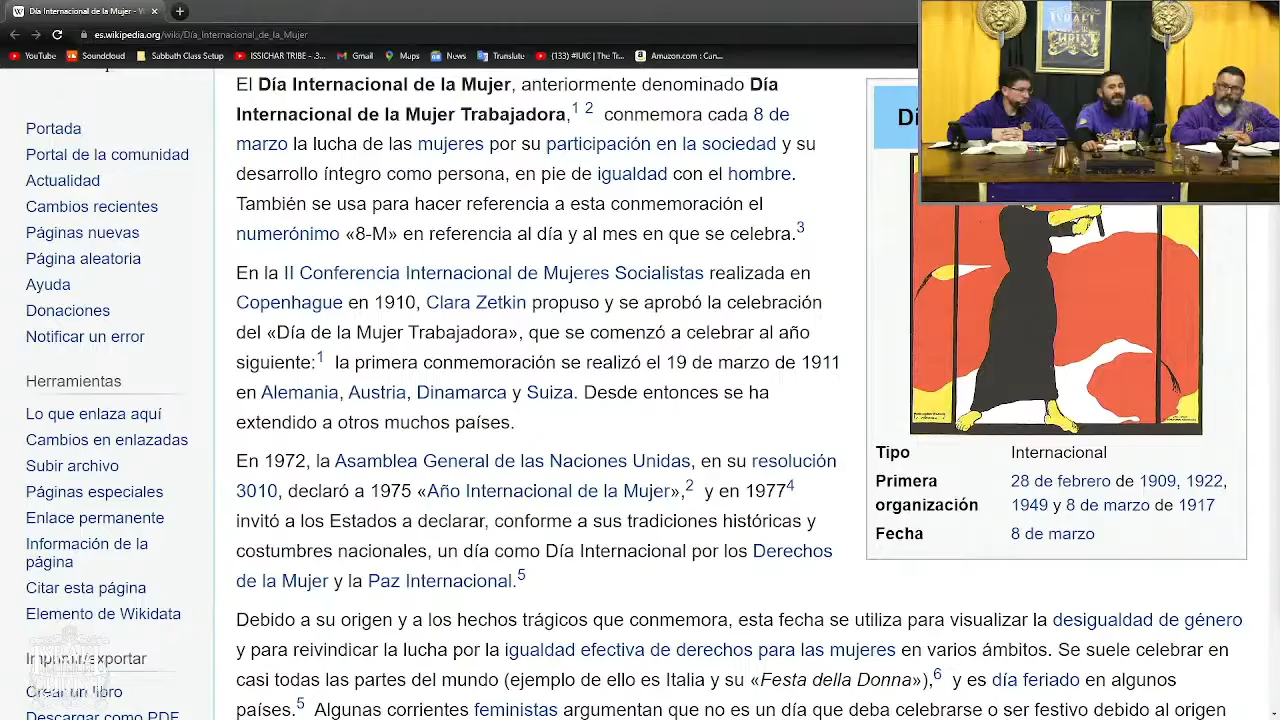 Día Internacional de la Mujer - Wi
es.wikipedia.org/wiki/Día_Internacional_de_la_Mujer
YouTube
Soundcloud
Sabbath Class Setup
ISSICHAR TRIBE - .3...
Gmail
Maps
News
Translate
(133) #IUIC | The Tr...
Amazon.com : Can...
ISRAEL
CHRIST
Portada
Portal de la comunidad
Actualidad
Cambios recientes
Páginas nuevas
Página aleatoria
Ayuda
Donaciones
Notificar un error
Herramientas
Lo que enlaza aquí
Cambios en enlazadas
Subir archivo
Páginas especiales
Enlace permanente
Información de la
página
Citar esta página
Elemento de Wikidata
Imprimir/exportar
Crear un libro
Descargar como PDF
El Día Internacional de la Mujer, anteriormente denominado Día
Internacional de la Mujer Trabajadora,1 2 conmemora cada 8 de
marzo la lucha de las mujeres por su participación en la sociedad y su
desarrollo íntegro como persona, en pie de igualdad con el hombre.
También se usa para hacer referencia a esta conmemoración el
numerónimo «8-M» en referencia al día y al mes en que se celebra.3
En la II Conferencia Internacional de Mujeres Socialistas realizada en
Copenhague en 1910, Clara Zetkin propuso y se aprobó la celebración
del «Día de la Mujer Trabajadora», que se comenzó a celebrar al año
siguiente:1 la primera conmemoración se realizó el 19 de marzo de 1911
en Alemania, Austria, Dinamarca y Suiza. Desde entonces se ha
extendido a otros muchos países.
En 1972, la Asamblea General de las Naciones Unidas, en su resolución
3010, declaró a 1975 «Año Internacional de la Mujer»,2 y en 19774
invitó a los Estados a declarar, conforme a sus tradiciones históricas y
costumbres nacionales, un día como Día Internacional por los Derechos
de la Mujer y la Paz Internacional.5
Debido a su origen y a los hechos trágicos que conmemora, esta fecha se utiliza para visualizar la desigualdad de género
y para reivindicar la lucha por la igualdad efectiva de derechos para las mujeres en varios ámbitos. Se suele celebrar en
casi todas las partes del mundo (ejemplo de ello es Italia y su «Festa della Donna»),6 y es día feriado en algunos
países.5 Algunas corrientes feministas argumentan que no es un día que deba celebrarse o ser festivo debido al origen
Dí
Tipo Internacional
Primera organización 28 de febrero de 1909, 1922,
1949 y 8 de marzo de 1917
Fecha 8 de marzo